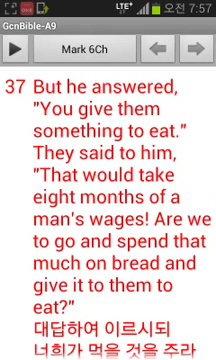 LTE 오전 7:57
GcnBible-A9
Mark 6Ch
37 But he answered,
"You give them
something to eat."
They said to him,
"That would take
eight months of a
man's wages! Are we
to go and spend that
much on bread and
give it to them to
eat?"
대답하여 이르시되
너희가 먹을 것을 주라